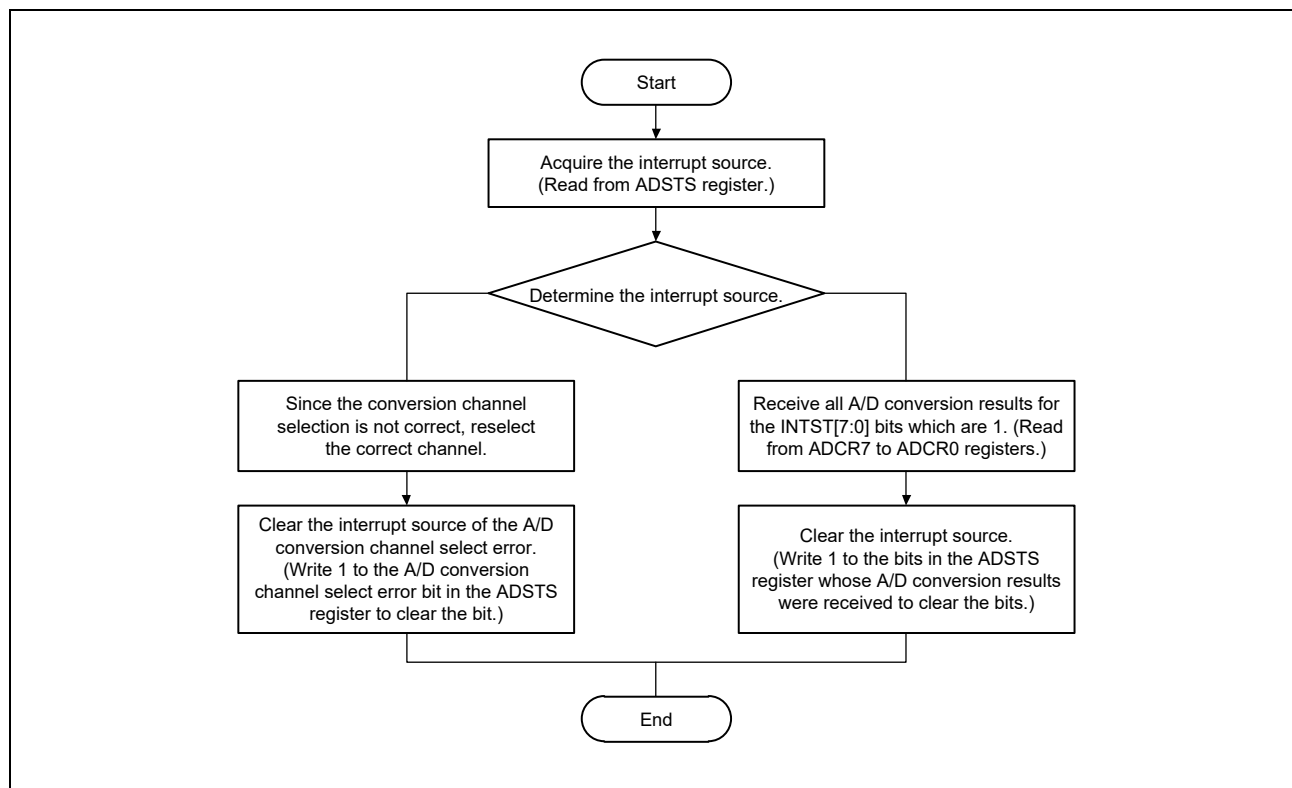 Start
Acquire the interrupt source.
(Read from ADSTS register.)
Determine the interrupt source.
Since the conversion channel
selection is not correct, reselect
the correct channel.
Clear the interrupt source of the A/D
conversion channel select error.
(Write 1 to the A/D conversion
channel select error bit in the ADSTS
register to clear the bit.)
Receive all A/D conversion results for
the INTST[7:0] bits which are 1. (Read
from ADCR7 to ADCR0 registers.)
Clear the interrupt source.
(Write 1 to the bits in the ADSTS
register whose A/D conversion results
were received to clear the bits.)
End